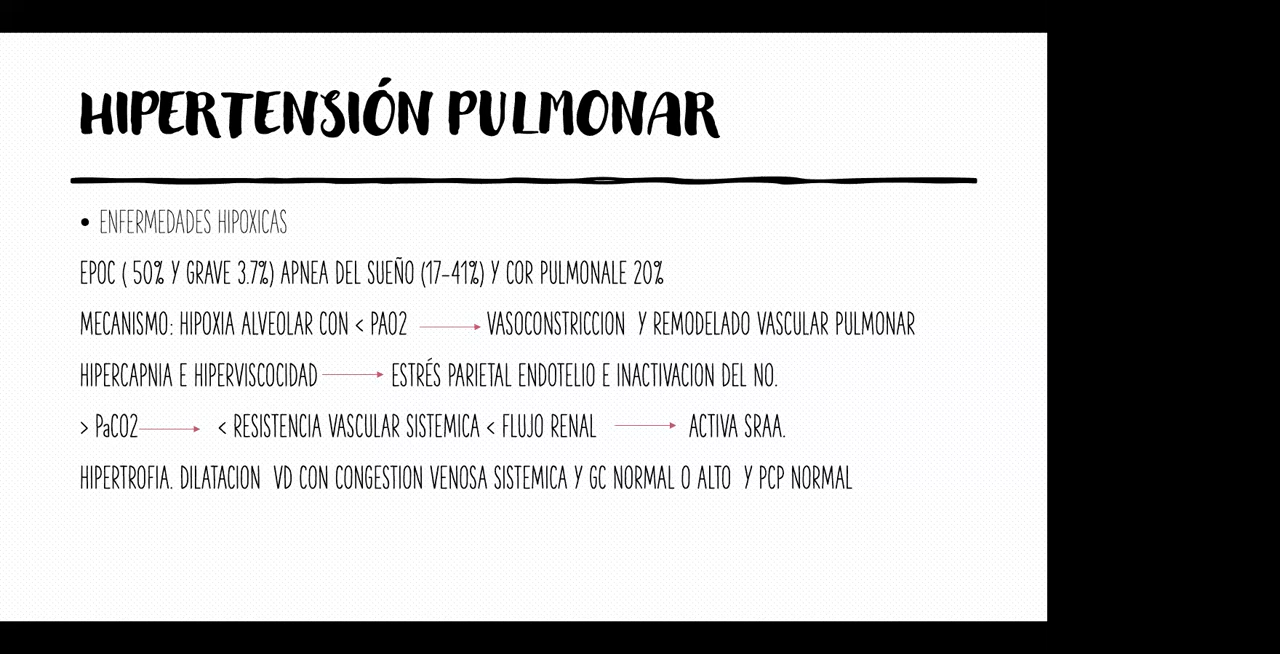 HIPERTENSIÓN PULMONAR
• ENFERMEDADES HIPOXICAS
EPOC ( 50% Y GRAVE 3.7%) APNEA DEL SUEÑO (17-41%) Y COR PULMONALE 20%
MECANISMO: HIPOXIA ALVEOLAR CON < PAO2 → VASOCONSTRICCION Y REMODELADO VASCULAR PULMONAR
HIPERCAPNIA E HIPERVISCOCIDAD → ESTRÉS PARIETAL ENDOTELIO E INACTIVACION DEL NO.
> PaCO2 → < RESISTENCIA VASCULAR SISTEMICA < FLUJO RENAL → ACTIVA SRAA.
HIPERTROFIA. DILATACION VD CON CONGESTION VENOSA SISTEMICA Y GC NORMAL O ALTO Y PCP NORMAL